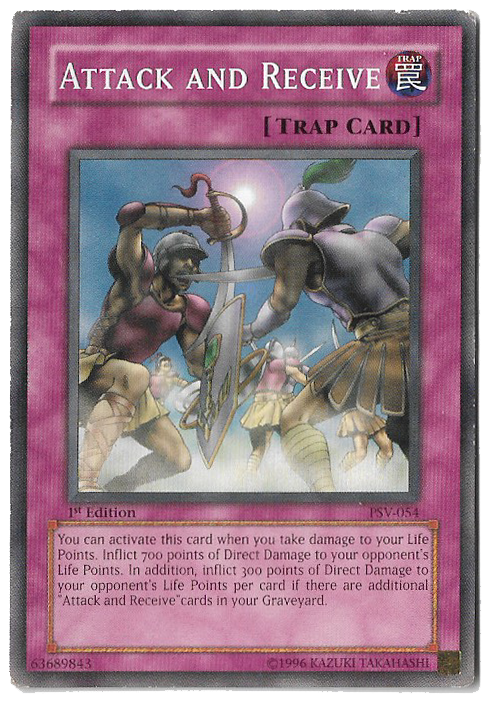 ATTACK AND RECEIVE
TRAP
罠
[TRAP CARD]
1st Edition
PSV-054
You can activate this card when you take damage to your Life
Points. Inflict 700 points of Direct Damage to your opponent's
Life Points. In addition, inflict 300 points of Direct Damage to
your opponent's Life Points per card if there are additional
"Attack and Receive"cards in your Graveyard.
63689843
©1996 KAZUKI TAKAHASHI